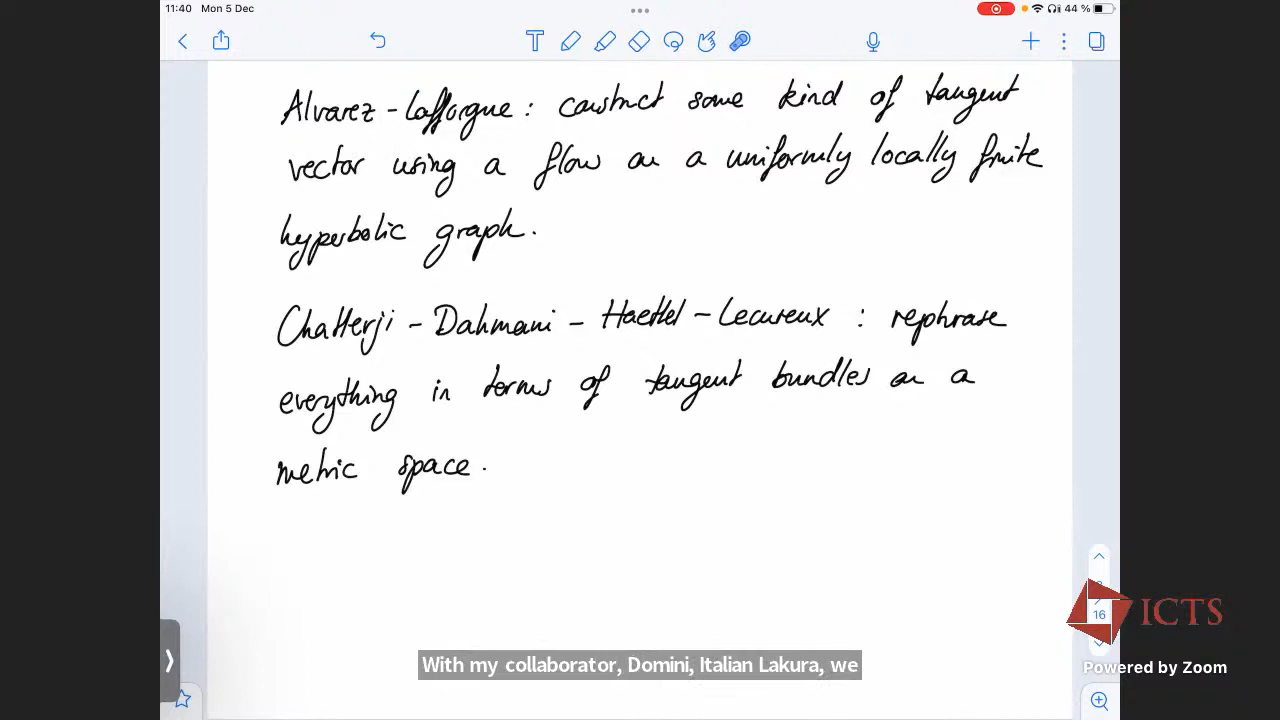 11:40 Mon 5 Dec
44 %
Alvarez - Lafforgue : construct some kind of tangent
vector using a flow on a uniformly locally finite
hyperbolic graph.
Chatterji - Dahmani - Haettel - Lecureux : rephrase
everything in terms of tangent bundles on a
metric space.
16
ICTS
With my collaborator, Domini, Italian Lakura, we
Powered by Zoom